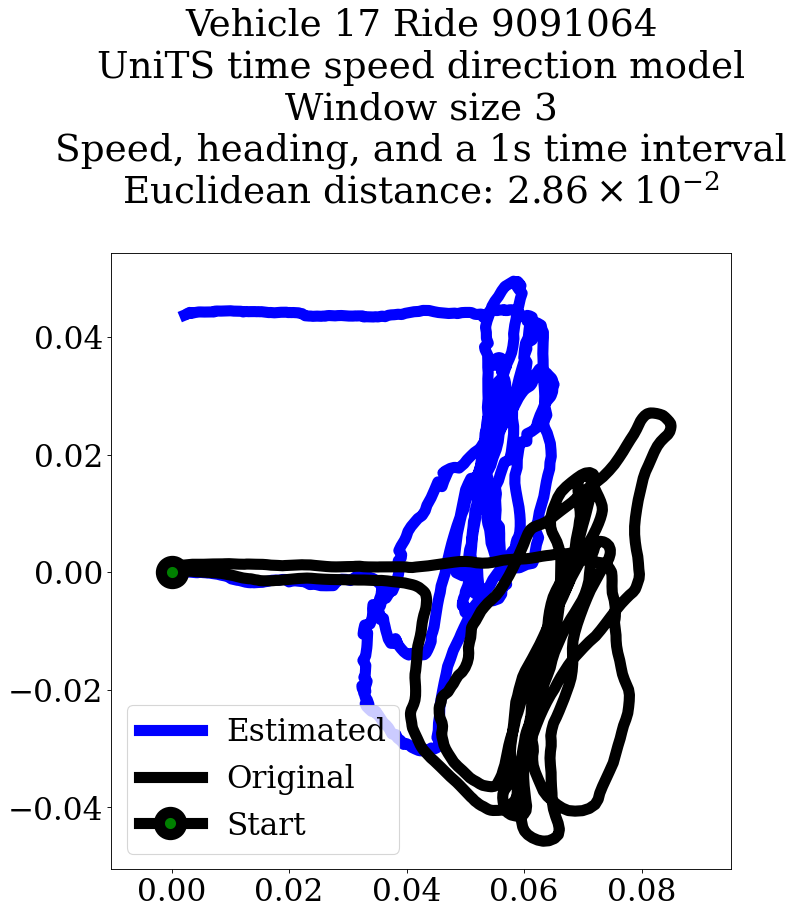 Vehicle 17 Ride 9091064
UniTS time speed direction model
Window size 3
Speed, heading, and a 1s time interval
Euclidean distance: 2.86 × 10⁻²
0.04
0.02
0.00
−0.02
−0.04
Estimated
Original
Start
0.00 0.02 0.04 0.06 0.08